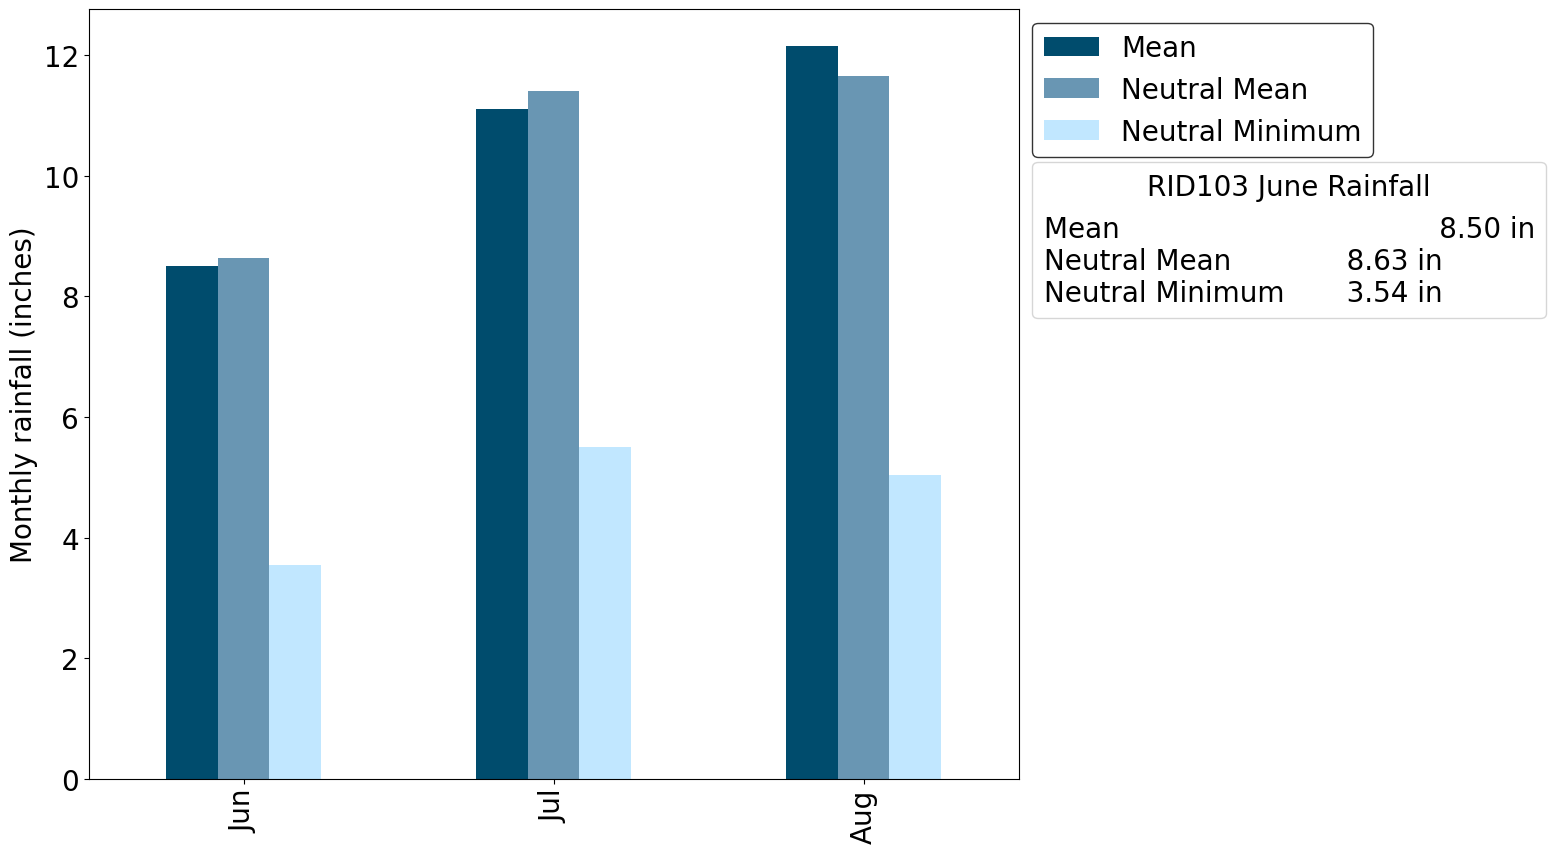 Monthly rainfall (inches)
12
10
8
6
4
2
0
Jun
Jul
Aug
Mean
Neutral Mean
Neutral Minimum
RID103 June Rainfall
Mean 8.50 in
Neutral Mean 8.63 in
Neutral Minimum 3.54 in